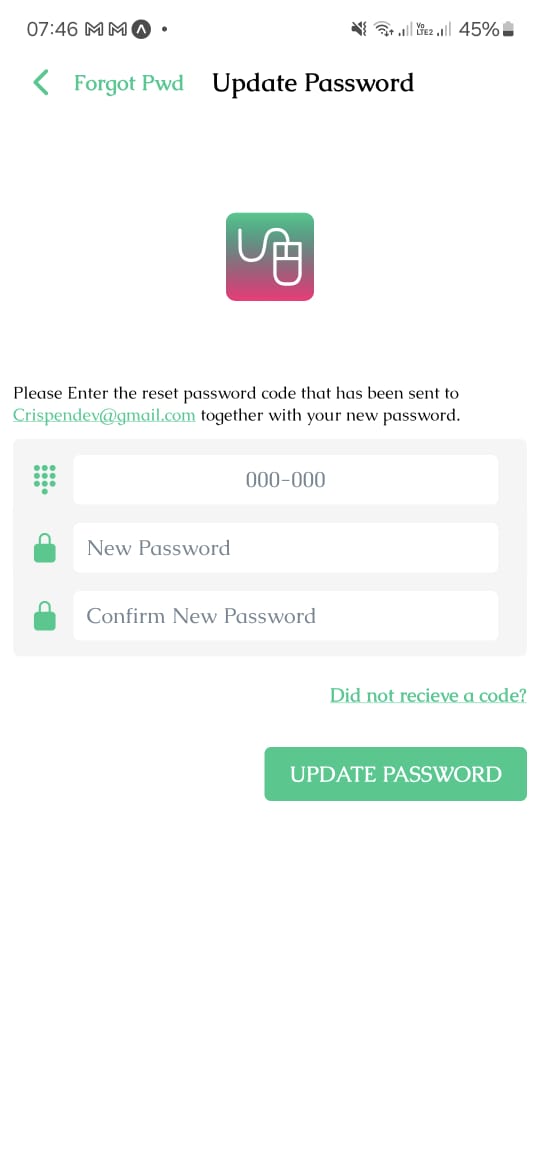 07:46
Vo
LTE2
45%
Forgot Pwd Update Password
Please Enter the reset password code that has been sent to
Crispendev@gmail.com together with your new password.
000-000
New Password
Confirm New Password
Did not recieve a code?
UPDATE PASSWORD